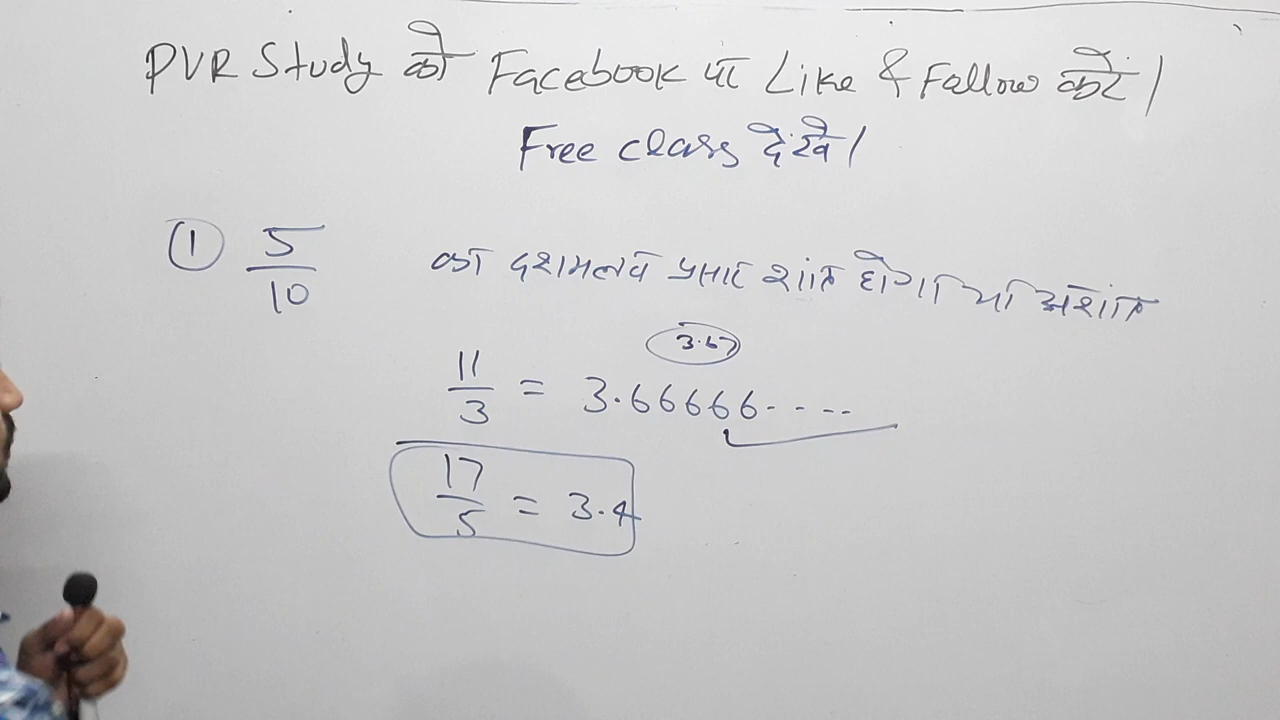 PVR Study को Facebook पर Like & Follow करें।
Free class देखें।
① 5/10 का दशमलव प्रसार शांत होगा या अशांत
3.67
11/3 = 3.66666....
17/5 = 3.4